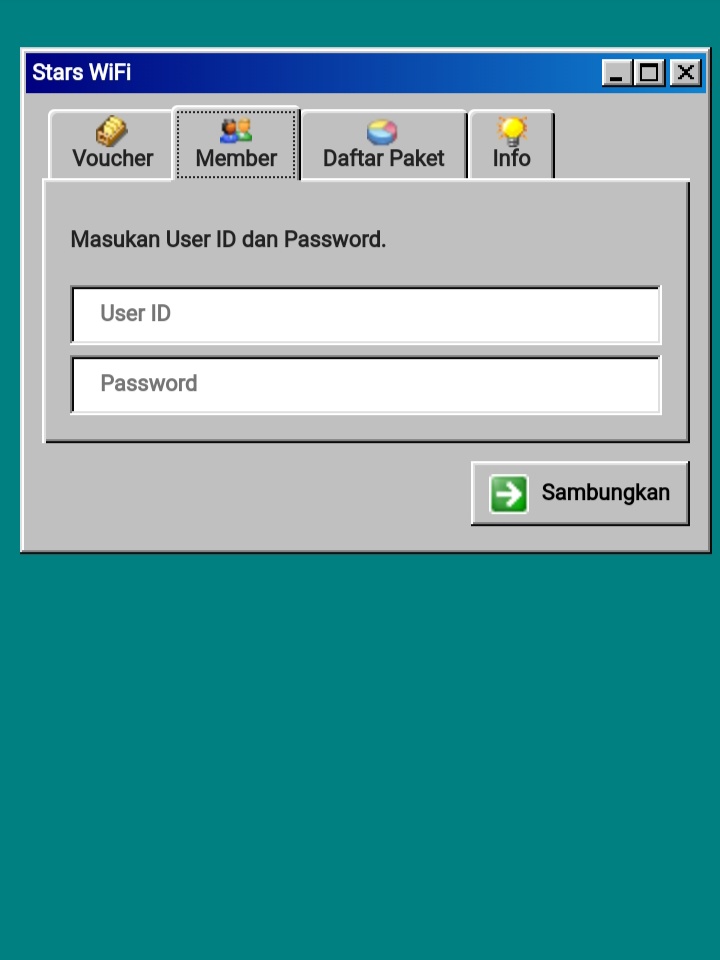 Stars WiFi
Voucher
Member
Daftar Paket
Info
Masukan User ID dan Password.
User ID
Password
Sambungkan